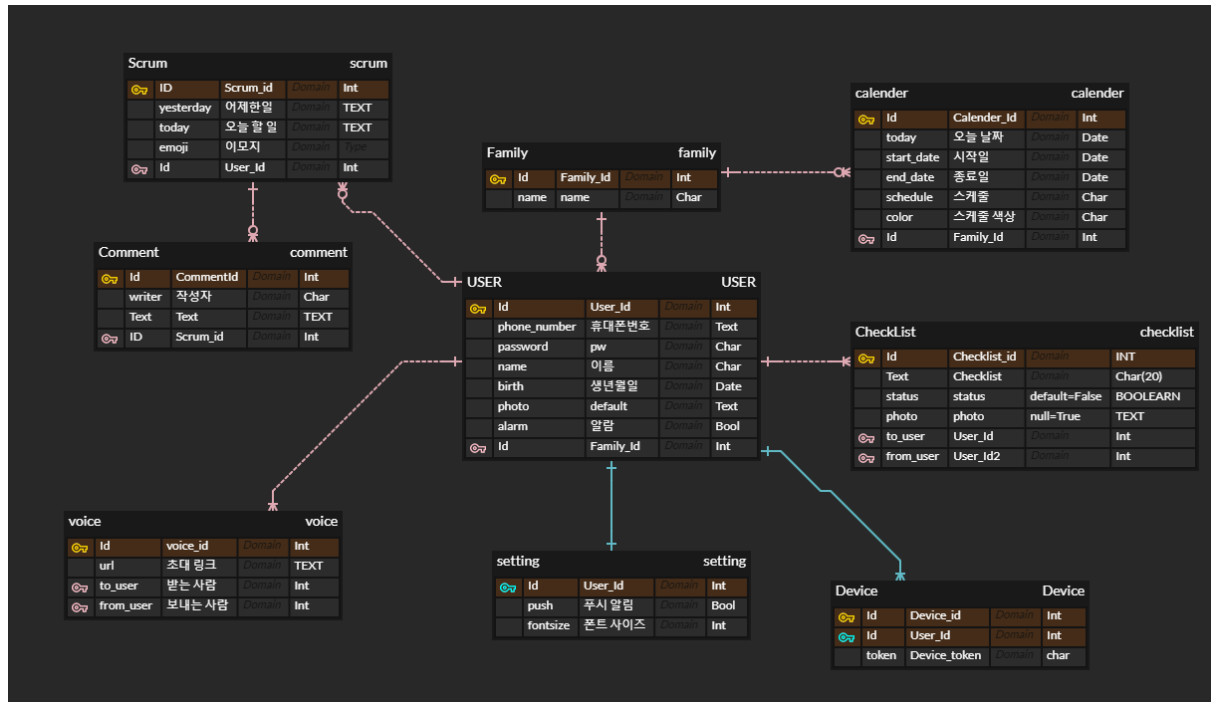 Scrum scrum
ID Scrum_id Domain Int
yesterday 어제한일 Domain TEXT
today 오늘 할 일 Domain TEXT
emoji 이모지 Domain Type
Id User_Id Domain Int
Comment comment
Id CommentId Domain Int
writer 작성자 Domain Char
Text Text Domain TEXT
ID Scrum_id Domain Int
Family family
Id Family_Id Domain Int
name name Domain Char
calender calender
Id Calender_Id Domain Int
today 오늘 날짜 Domain Date
start_date 시작일 Domain Date
end_date 종료일 Domain Date
schedule 스케줄 Domain Char
color 스케줄 색상 Domain Char
Id Family_Id Domain Int
USER USER
Id User_Id Domain Int
phone_number 휴대폰번호 Domain Text
password pw Domain Char
name 이름 Domain Char
birth 생년월일 Domain Date
photo default Domain Text
alarm 알람 Domain Bool
Id Family_Id Domain Int
CheckList checklist
Id Checklist_id Domain INT
Text Checklist Domain Char(20)
status status default=False BOOLEARN
photo photo null=True TEXT
to_user User_Id Domain Int
from_user User_Id2 Domain Int
voice voice
Id voice_id Domain Int
url 초대 링크 Domain TEXT
to_user 받는 사람 Domain Int
from_user 보내는 사람 Domain Int
setting setting
Id User_Id Domain Int
push 푸시 알림 Domain Bool
fontsize 폰트 사이즈 Domain Int
Device Device
Id Device_id Domain Int
Id User_Id Domain Int
token Device_token Domain char